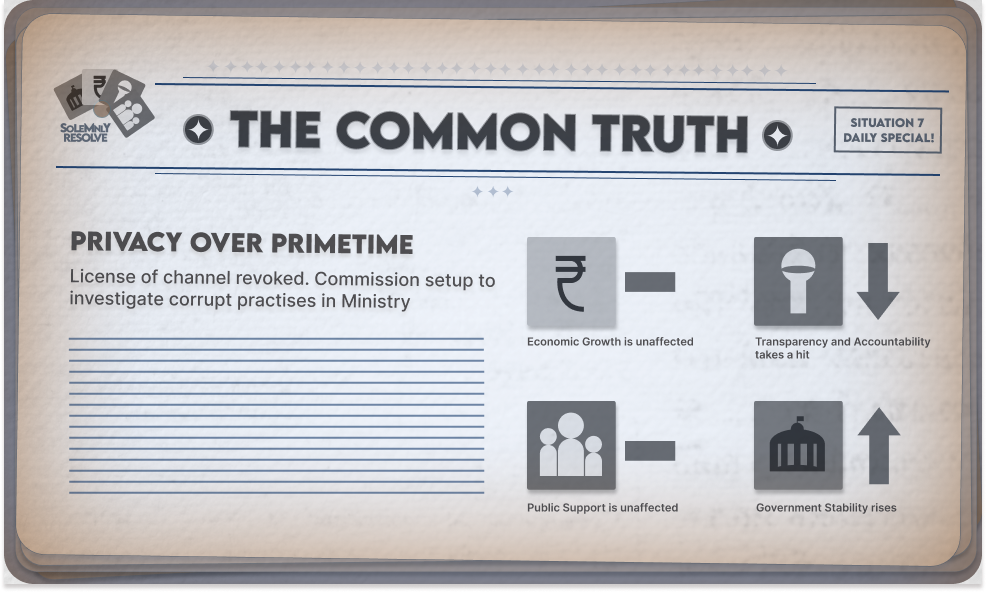 SOLEMNLY
RESOLVE
THE COMMON TRUTH
SITUATION 7
DAILY SPECIAL!
PRIVACY OVER PRIMETIME
License of channel revoked. Commission setup to
investigate corrupt practises in Ministry
₹
Economic Growth is unaffected
Transparency and Accountability
takes a hit
Public Support is unaffected
Government Stability rises